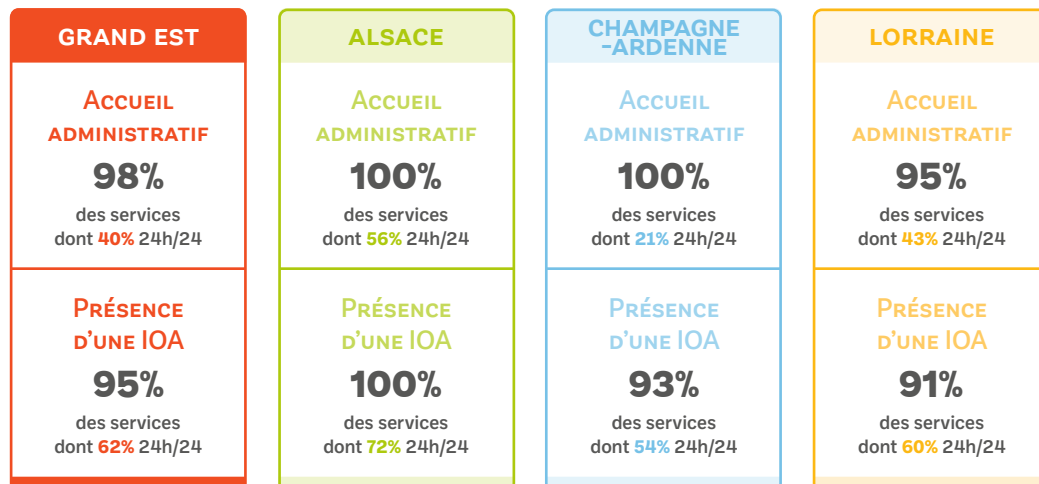 GRAND EST
ACCUEIL
ADMINISTRATIF
98%
des services
dont 40% 24h/24
PRÉSENCE
D'UNE IOA
95%
des services
dont 62% 24h/24
ALSACE
ACCUEIL
ADMINISTRATIF
100%
des services
dont 56% 24h/24
PRÉSENCE
D'UNE IOA
100%
des services
dont 72% 24h/24
CHAMPAGNE
-ARDENNE
ACCUEIL
ADMINISTRATIF
100%
des services
dont 21% 24h/24
PRÉSENCE
D'UNE IOA
93%
des services
dont 54% 24h/24
LORRAINE
ACCUEIL
ADMINISTRATIF
95%
des services
dont 43% 24h/24
PRÉSENCE
D'UNE IOA
91%
des services
dont 60% 24h/24